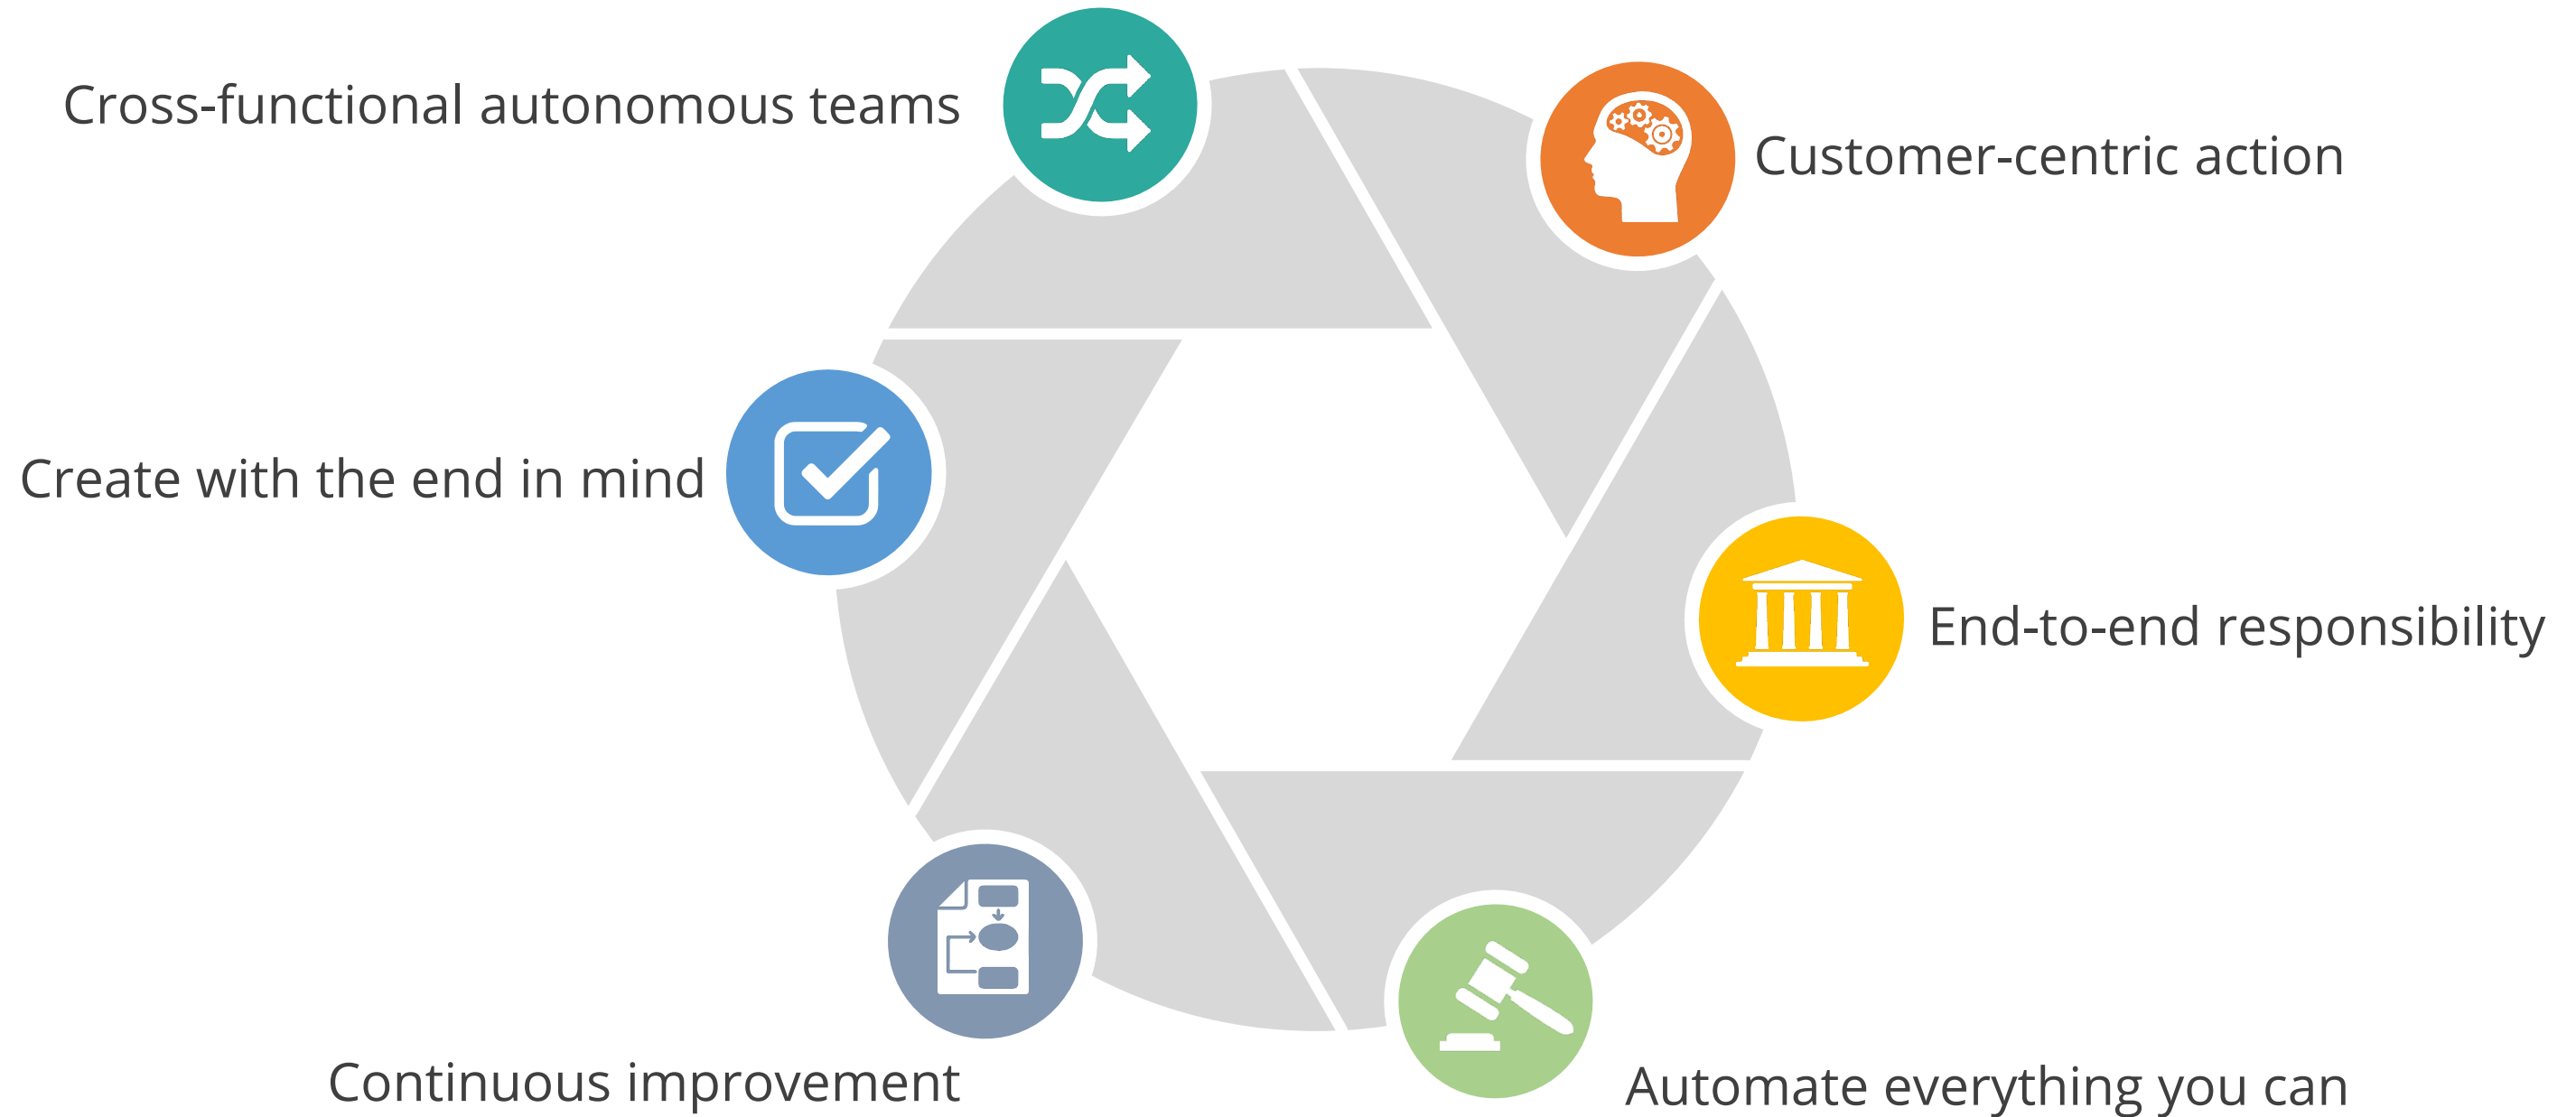 Cross-functional autonomous teams
Customer-centric action
Create with the end in mind
End-to-end responsibility
Continuous improvement
Automate everything you can